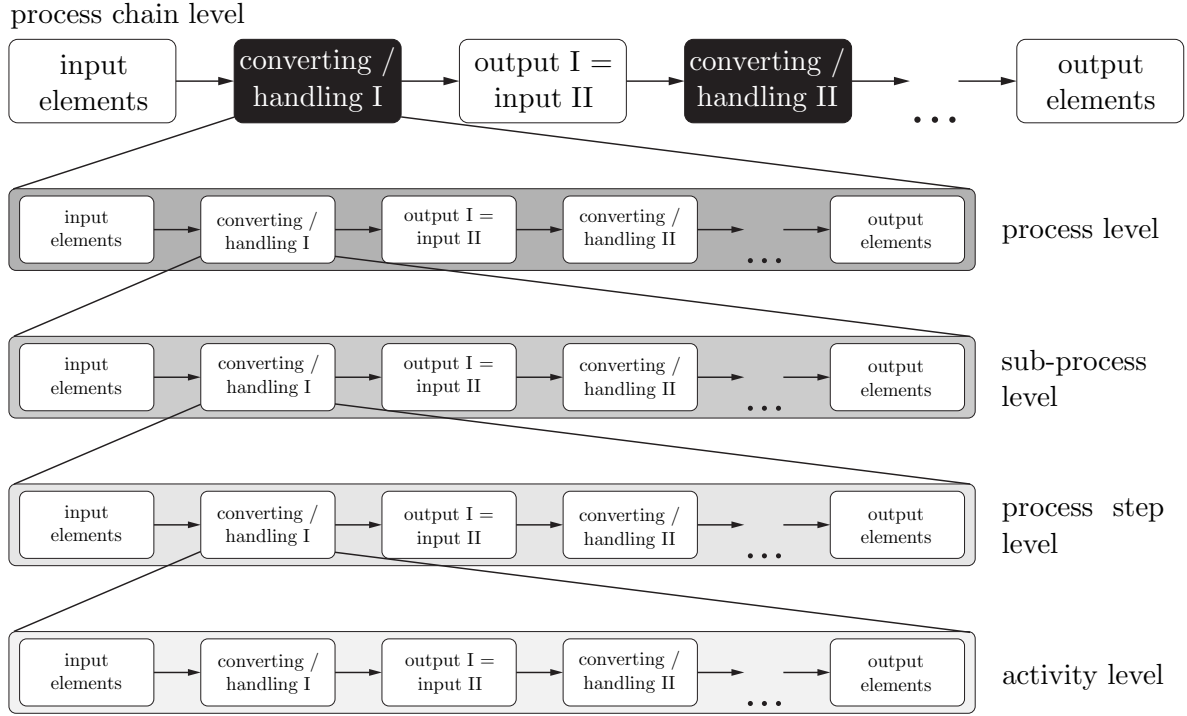 process chain level
input
elements
converting /
handling I
output I =
input II
converting /
handling II
...
output
elements
input
elements
converting /
handling I
output I =
input II
converting /
handling II
...
output
elements
process level
input
elements
converting /
handling I
output I =
input II
converting /
handling II
...
output
elements
sub-process
level
input
elements
converting /
handling I
output I =
input II
converting /
handling II
...
output
elements
process step
level
input
elements
converting /
handling I
output I =
input II
converting /
handling II
...
output
elements
activity level